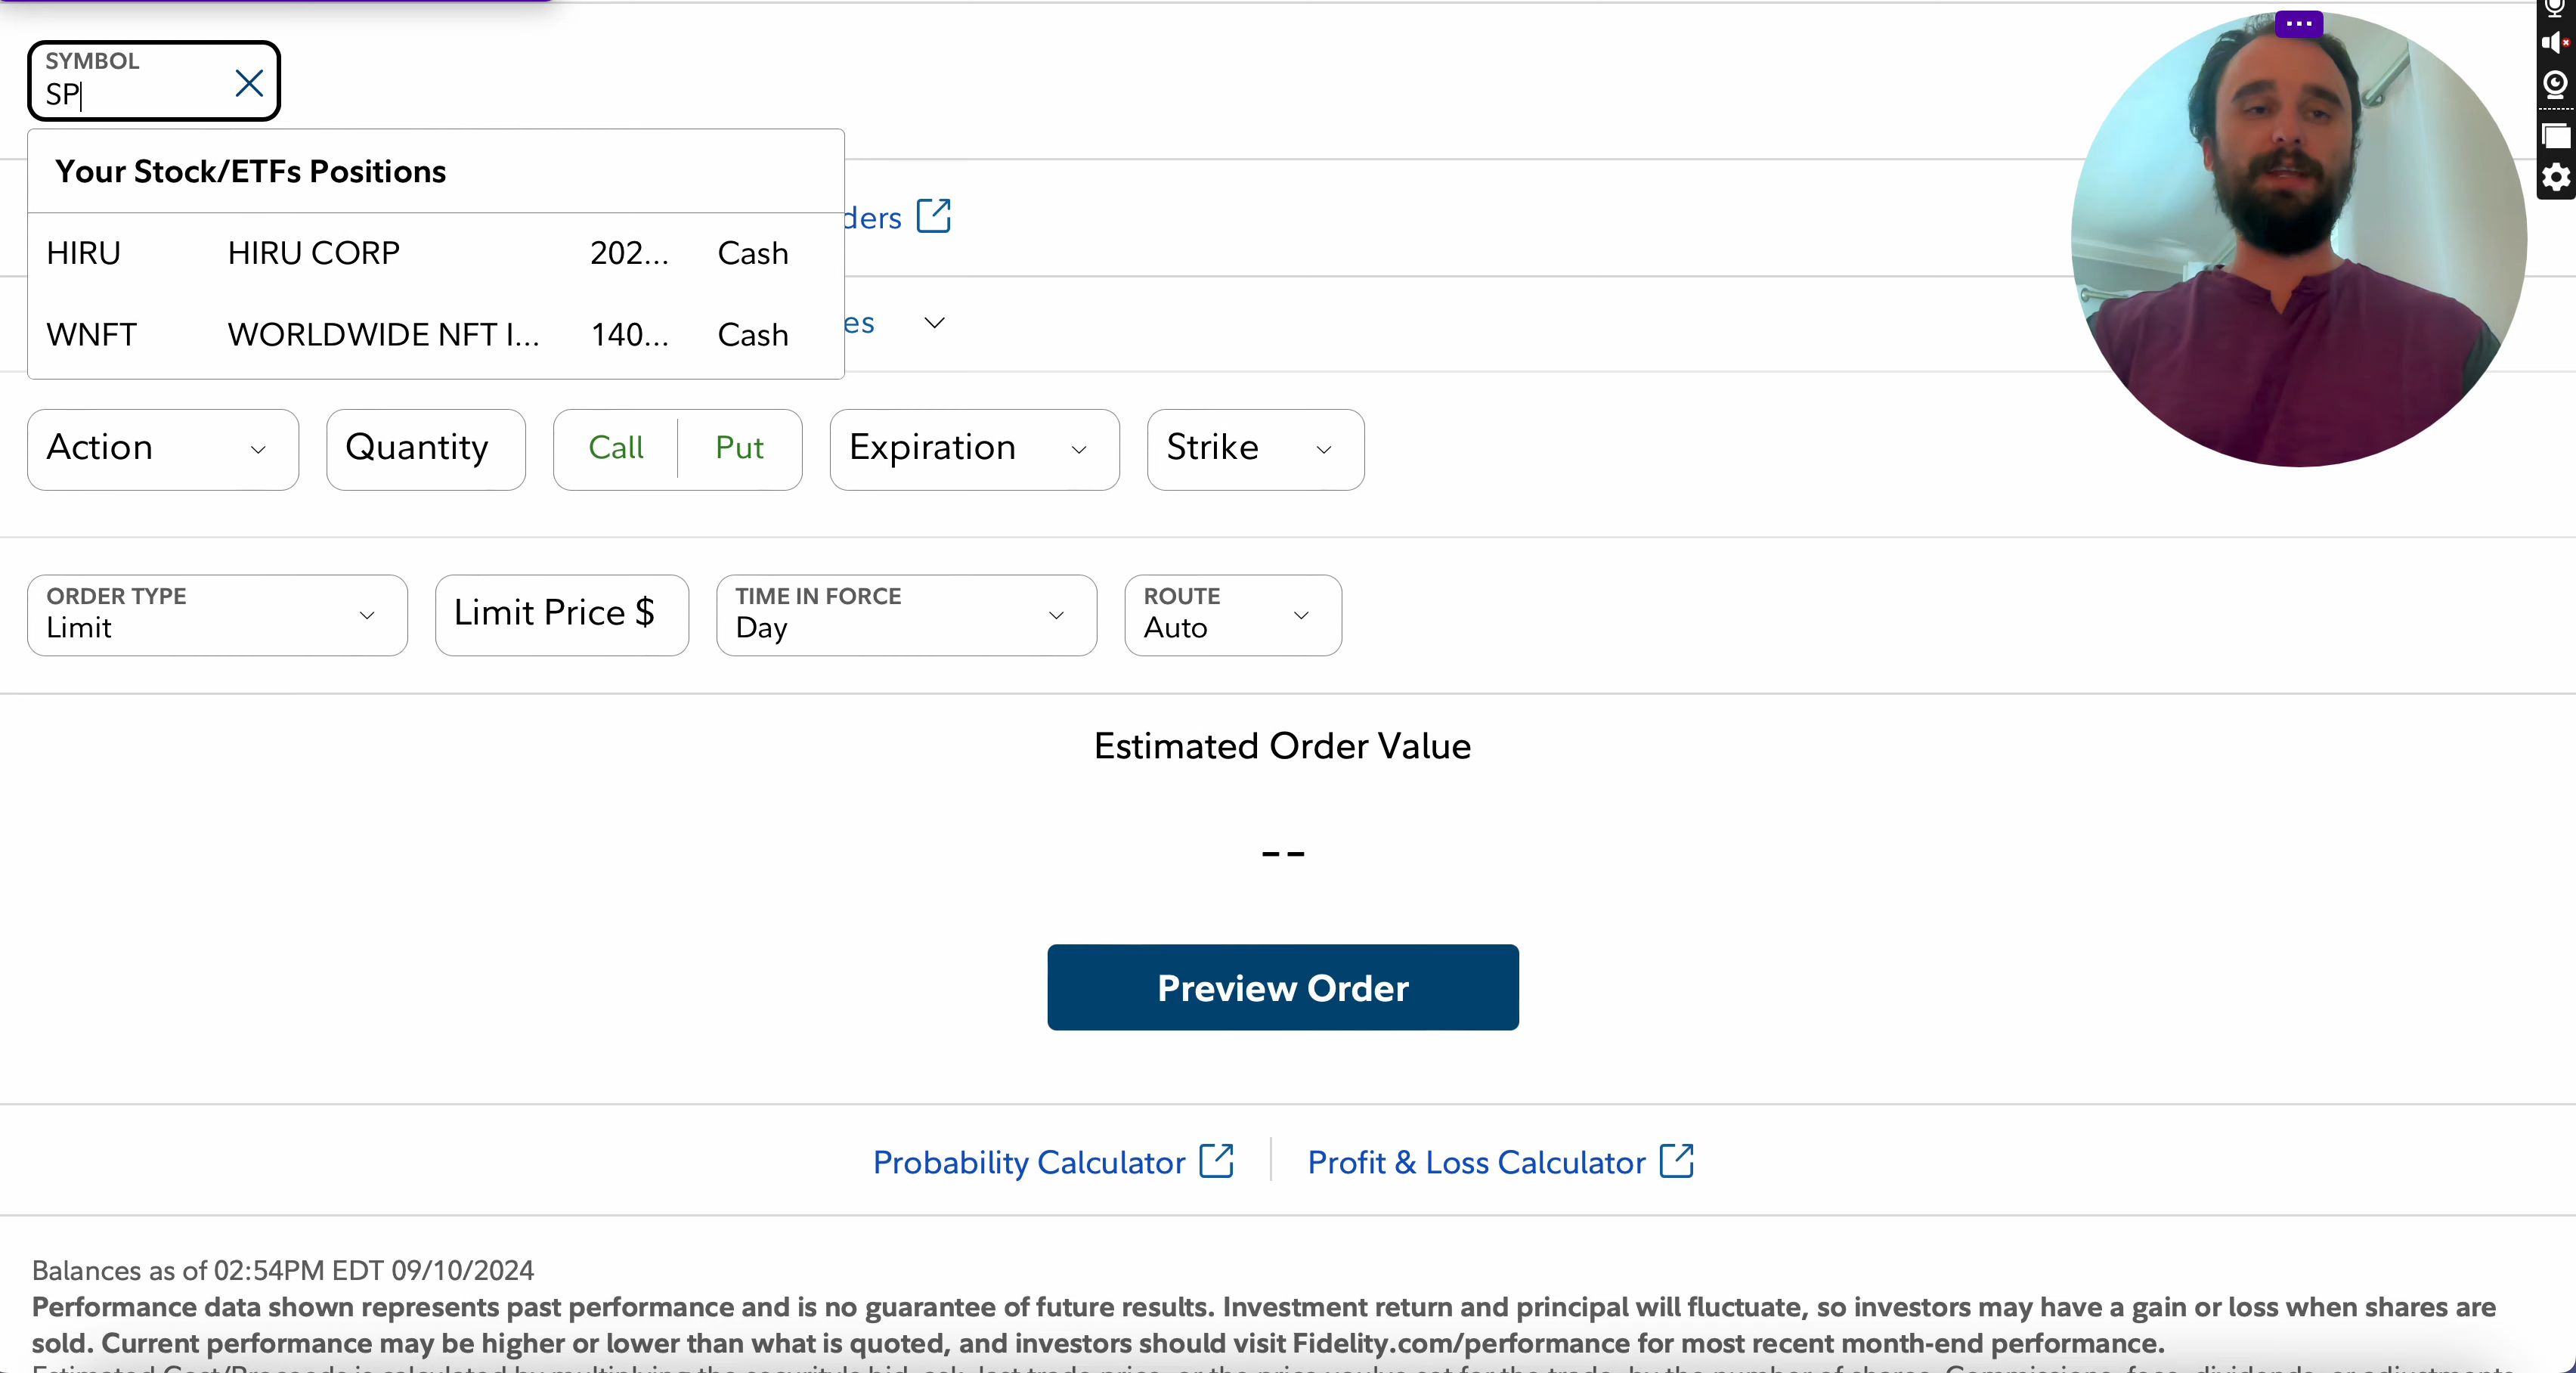 SYMBOL
SP
Your Stock/ETFs Positions
HIRU HIRU CORP 202... Cash
WNFT WORLDWIDE NFT I... 140... Cash
ders
es
Action Quantity Call Put Expiration Strike
ORDER TYPE
Limit
Limit Price $
TIME IN FORCE
Day
ROUTE
Auto
Estimated Order Value
--
Preview Order
Probability Calculator Profit & Loss Calculator
Balances as of 02:54PM EDT 09/10/2024
Performance data shown represents past performance and is no guarantee of future results. Investment return and principal will fluctuate, so investors may have a gain or loss when shares are
sold. Current performance may be higher or lower than what is quoted, and investors should visit Fidelity.com/performance for most recent month-end performance.